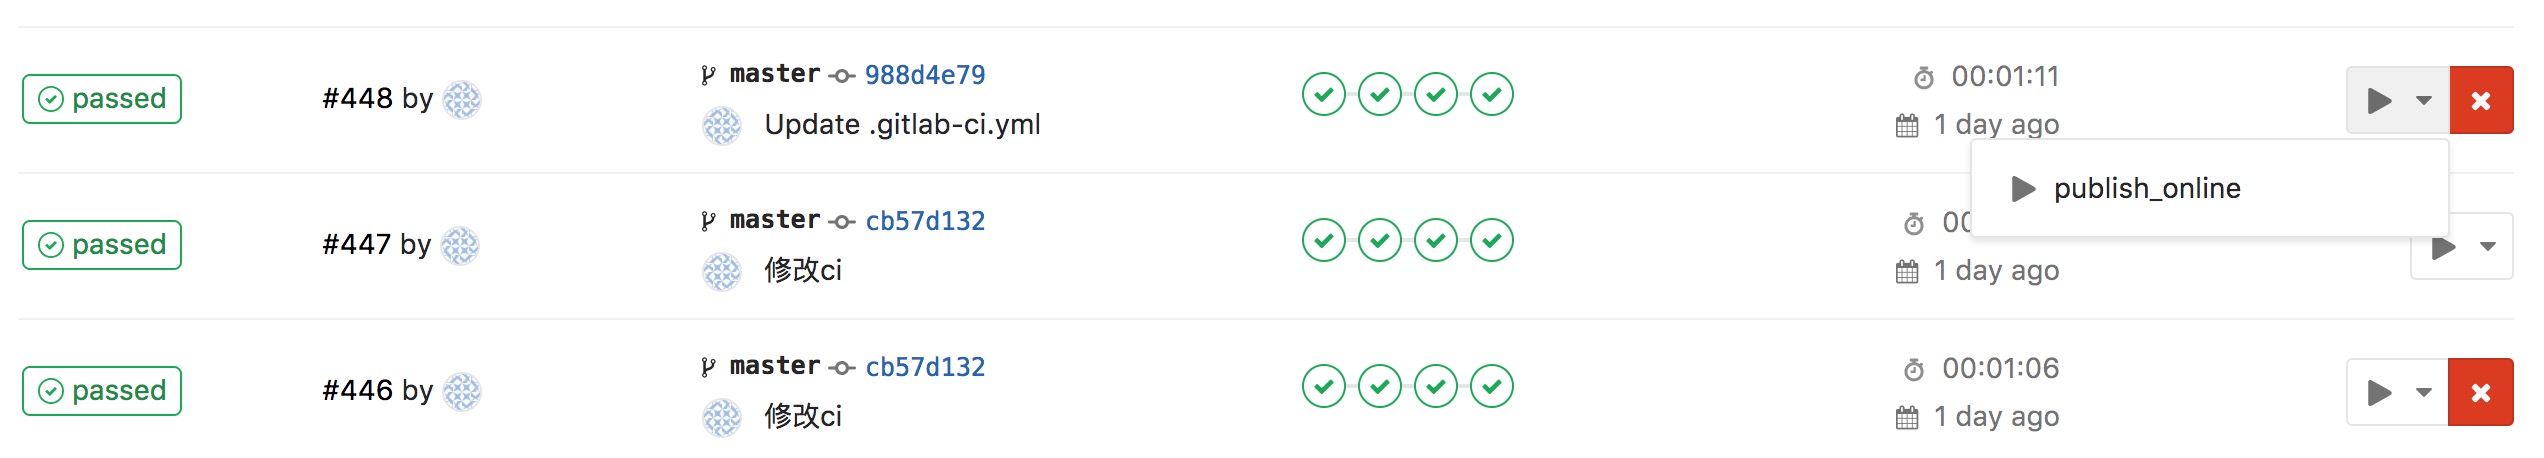 passed
#448 by
master 988d4e79
Update .gitlab-ci.yml
00:01:11
1 day ago
publish_online
passed
#447 by
master cb57d132
修改ci
00
1 day ago
passed
#446 by
master cb57d132
修改ci
00:01:06
1 day ago